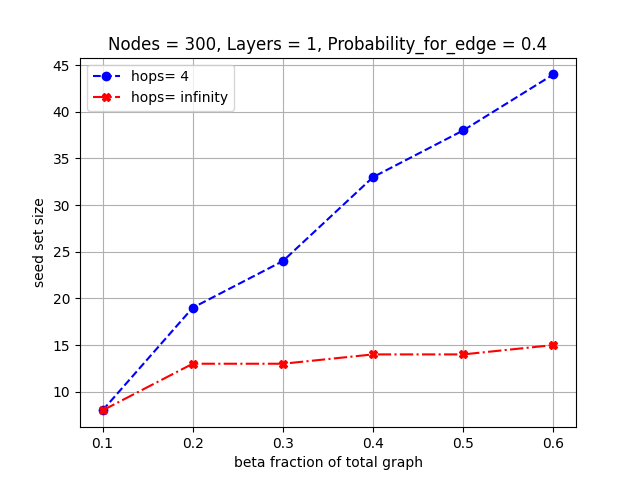 Nodes = 300, Layers = 1, Probability_for_edge = 0.4
hops= 4
hops= infinity
45
40
35
30
25
20
15
10
seed set size
0.1 0.2 0.3 0.4 0.5 0.6
beta fraction of total graph